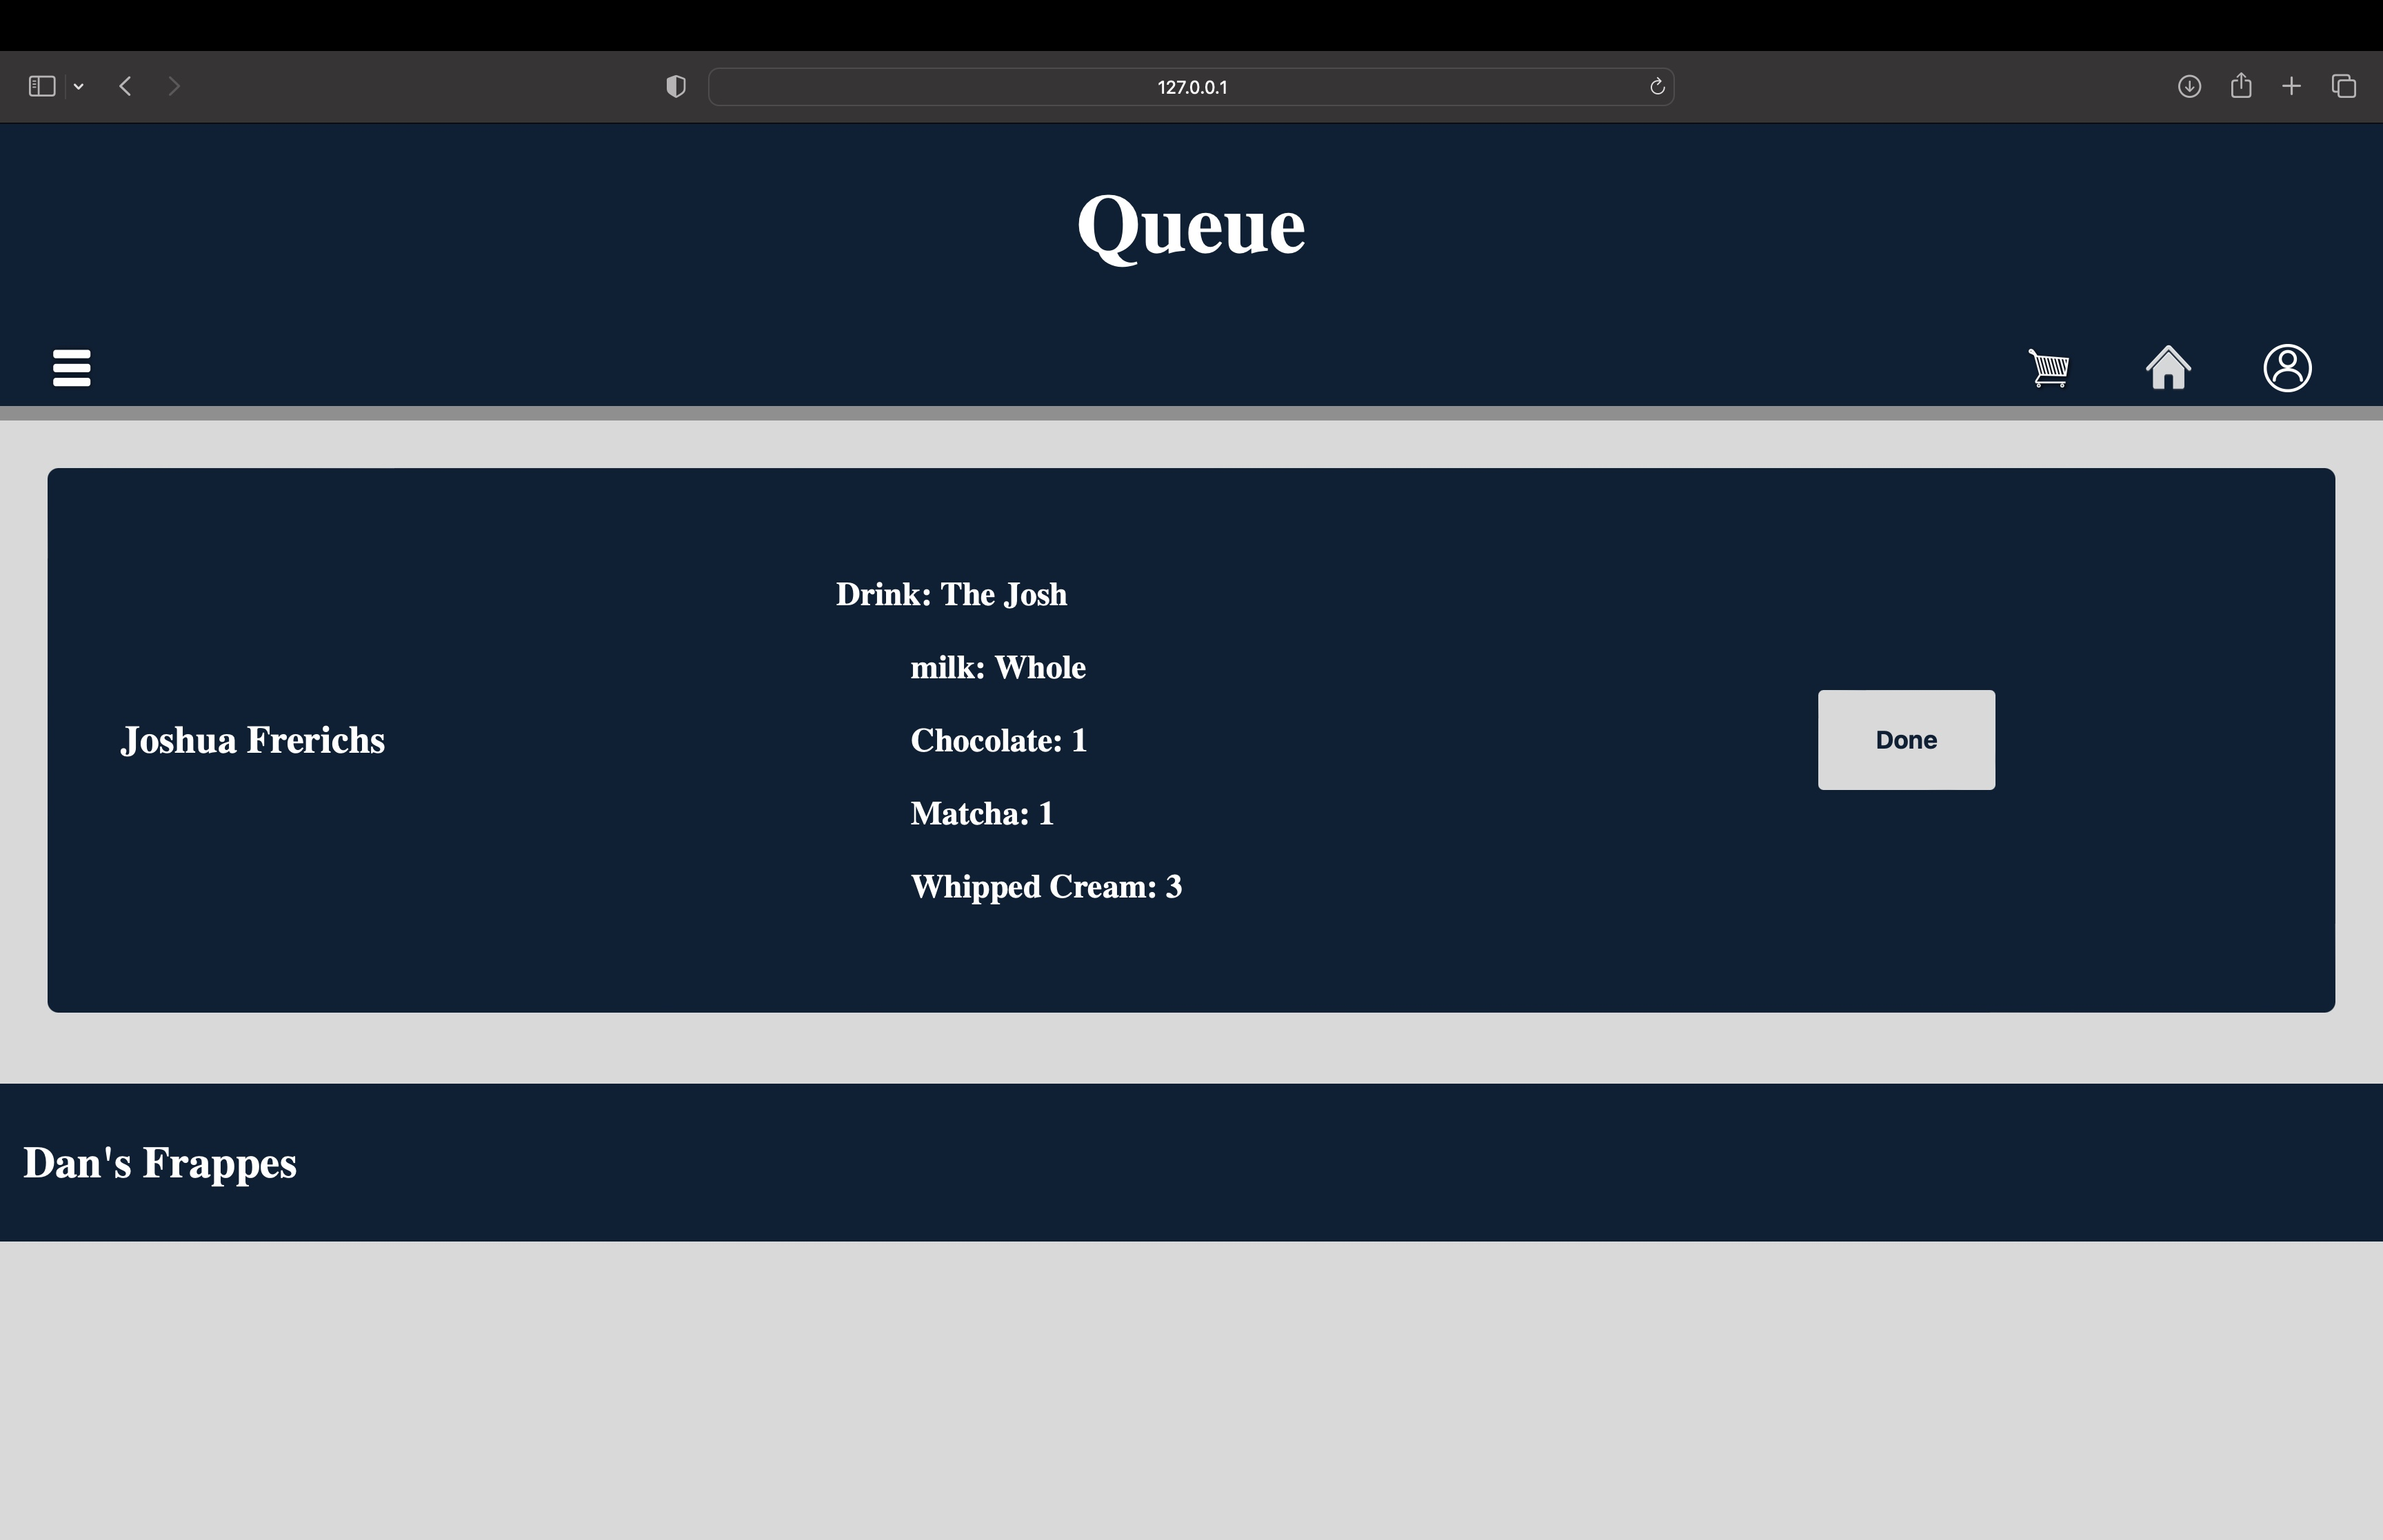 127.0.0.1
Queue
Drink: The Josh
milk: Whole
Joshua Frerichs
Chocolate: 1
Done
Matcha: 1
Whipped Cream: 3
Dan's Frappes